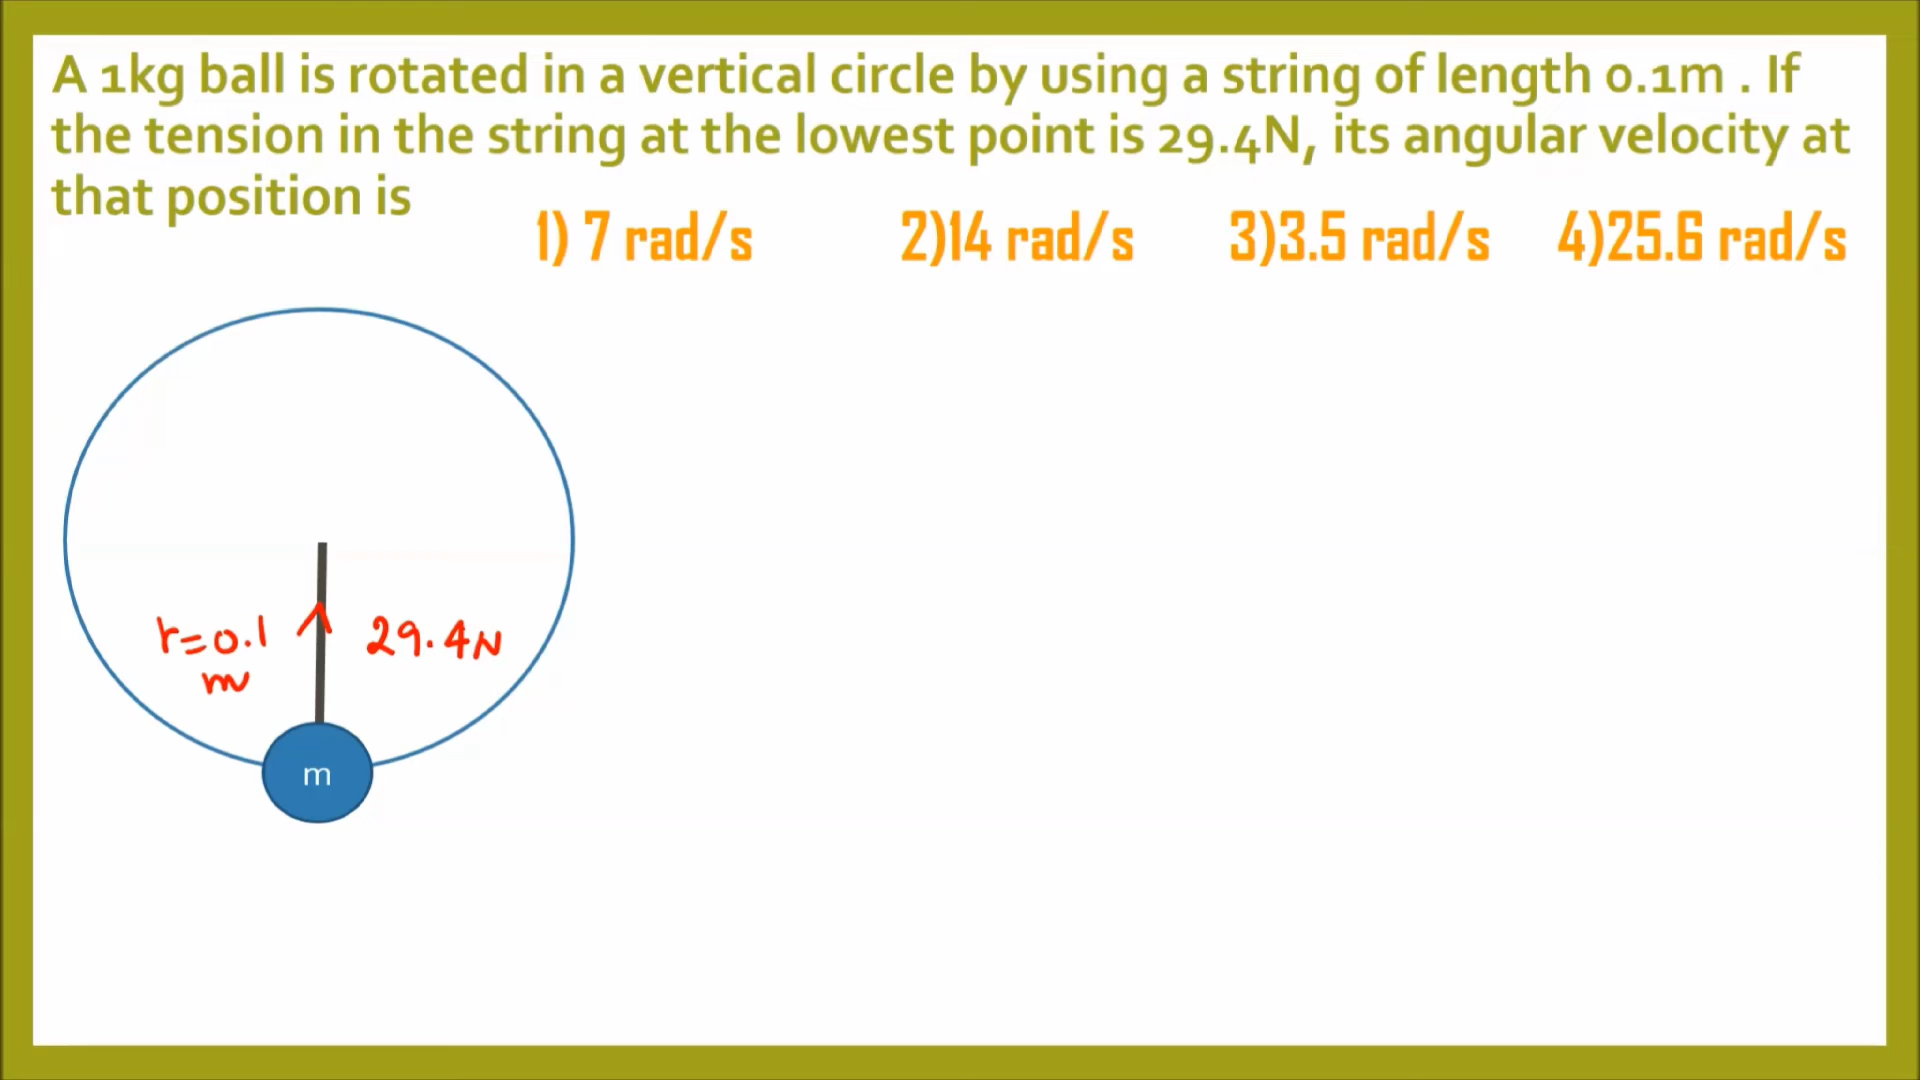 A 1kg ball is rotated in a vertical circle by using a string of length 0.1m . If
the tension in the string at the lowest point is 29.4N, its angular velocity at
that position is
1) 7 rad/s 2)14 rad/s 3)3.5 rad/s 4)25.6 rad/s
r=0.1 29.4N
m
m